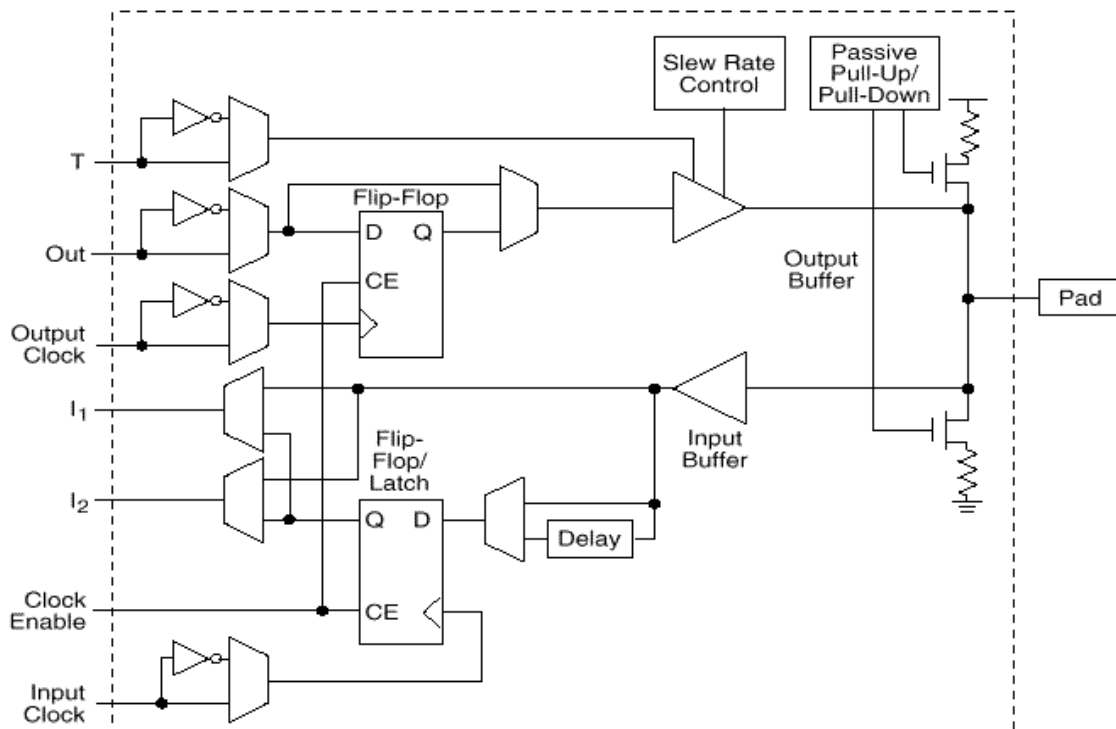 Slew Rate
Control
Passive
Pull-Up/
Pull-Down
T
Flip-Flop
D Q
Out
CE
Output
Buffer
Pad
Output
Clock
I1
Flip-
Flop/
Latch
Input
Buffer
I2
Q D
Delay
Clock
Enable
CE
Input
Clock